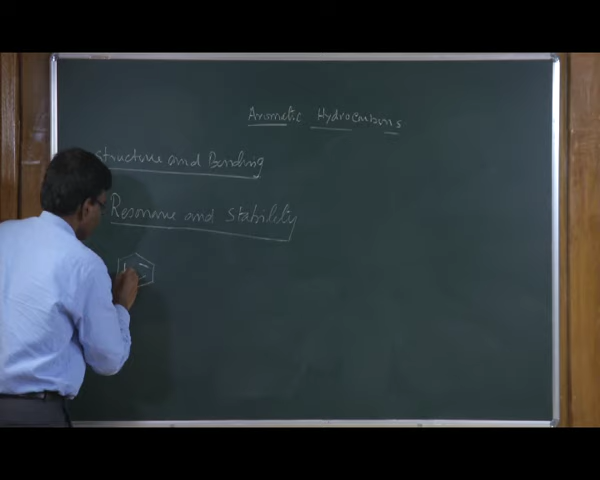 Aromatic Hydrocarbons
Structure and Bonding
Resonance and Stability